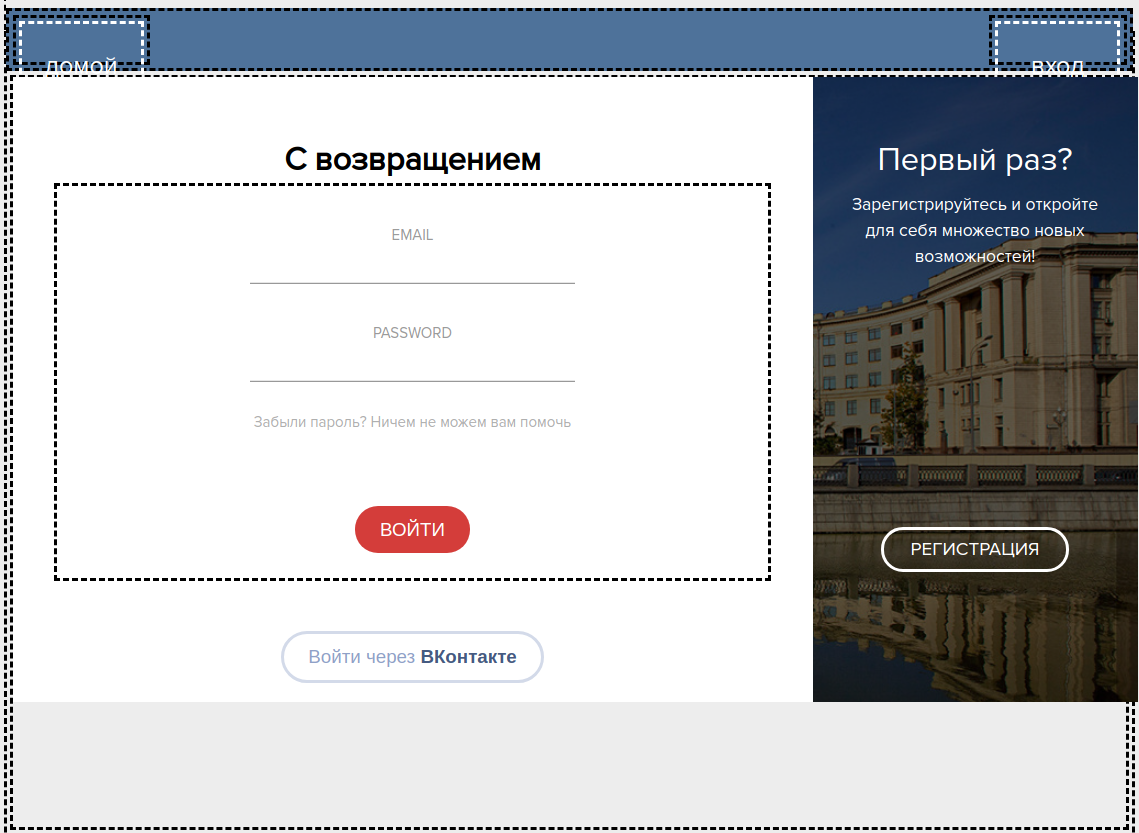 ДОМОЙ
ВХОД
С возвращением
EMAIL
PASSWORD
Забыли пароль? Ничем не можем вам помочь
ВОЙТИ
Войти через ВКонтакте
Первый раз?
Зарегистрируйтесь и откройте
для себя множество новых
возможностей!
РЕГИСТРАЦИЯ